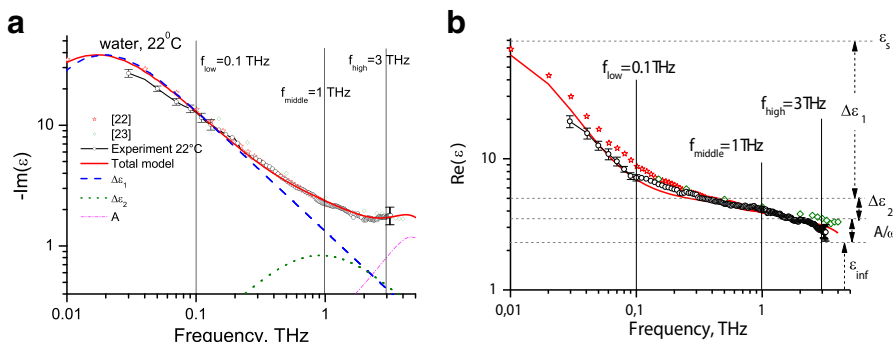 a
water, 22⁰C
f_low=0.1 THz
f_high=3 THz
f_middle=1 THz
[22]
[23]
Experiment 22°C
Total model
Δε₁
Δε₂
A
-Im(ε)
10
1
0.01
0.1
1
Frequency, THz
b
ε_s
f_low=0.1THz
f_high=3THz
Δε₁
f_middle=1THz
Δε₂
ε_inf
Re(ε)
10
1
0,01
0,1
1
Frequency, THz